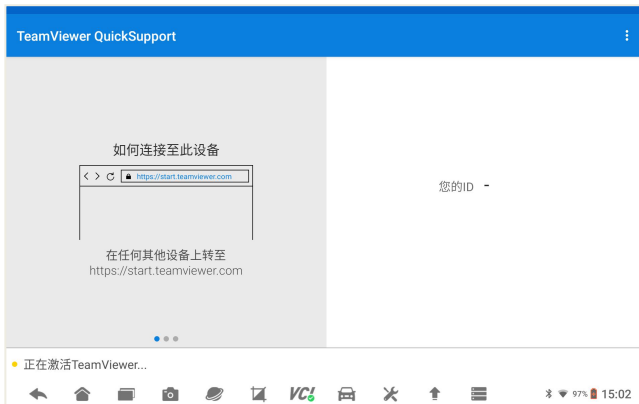 TeamViewer QuickSupport
如何连接至此设备
https://start.teamviewer.com
在任何其他设备上转至
https://start.teamviewer.com
您的ID -
正在激活TeamViewer...
VCI
97%
15:02